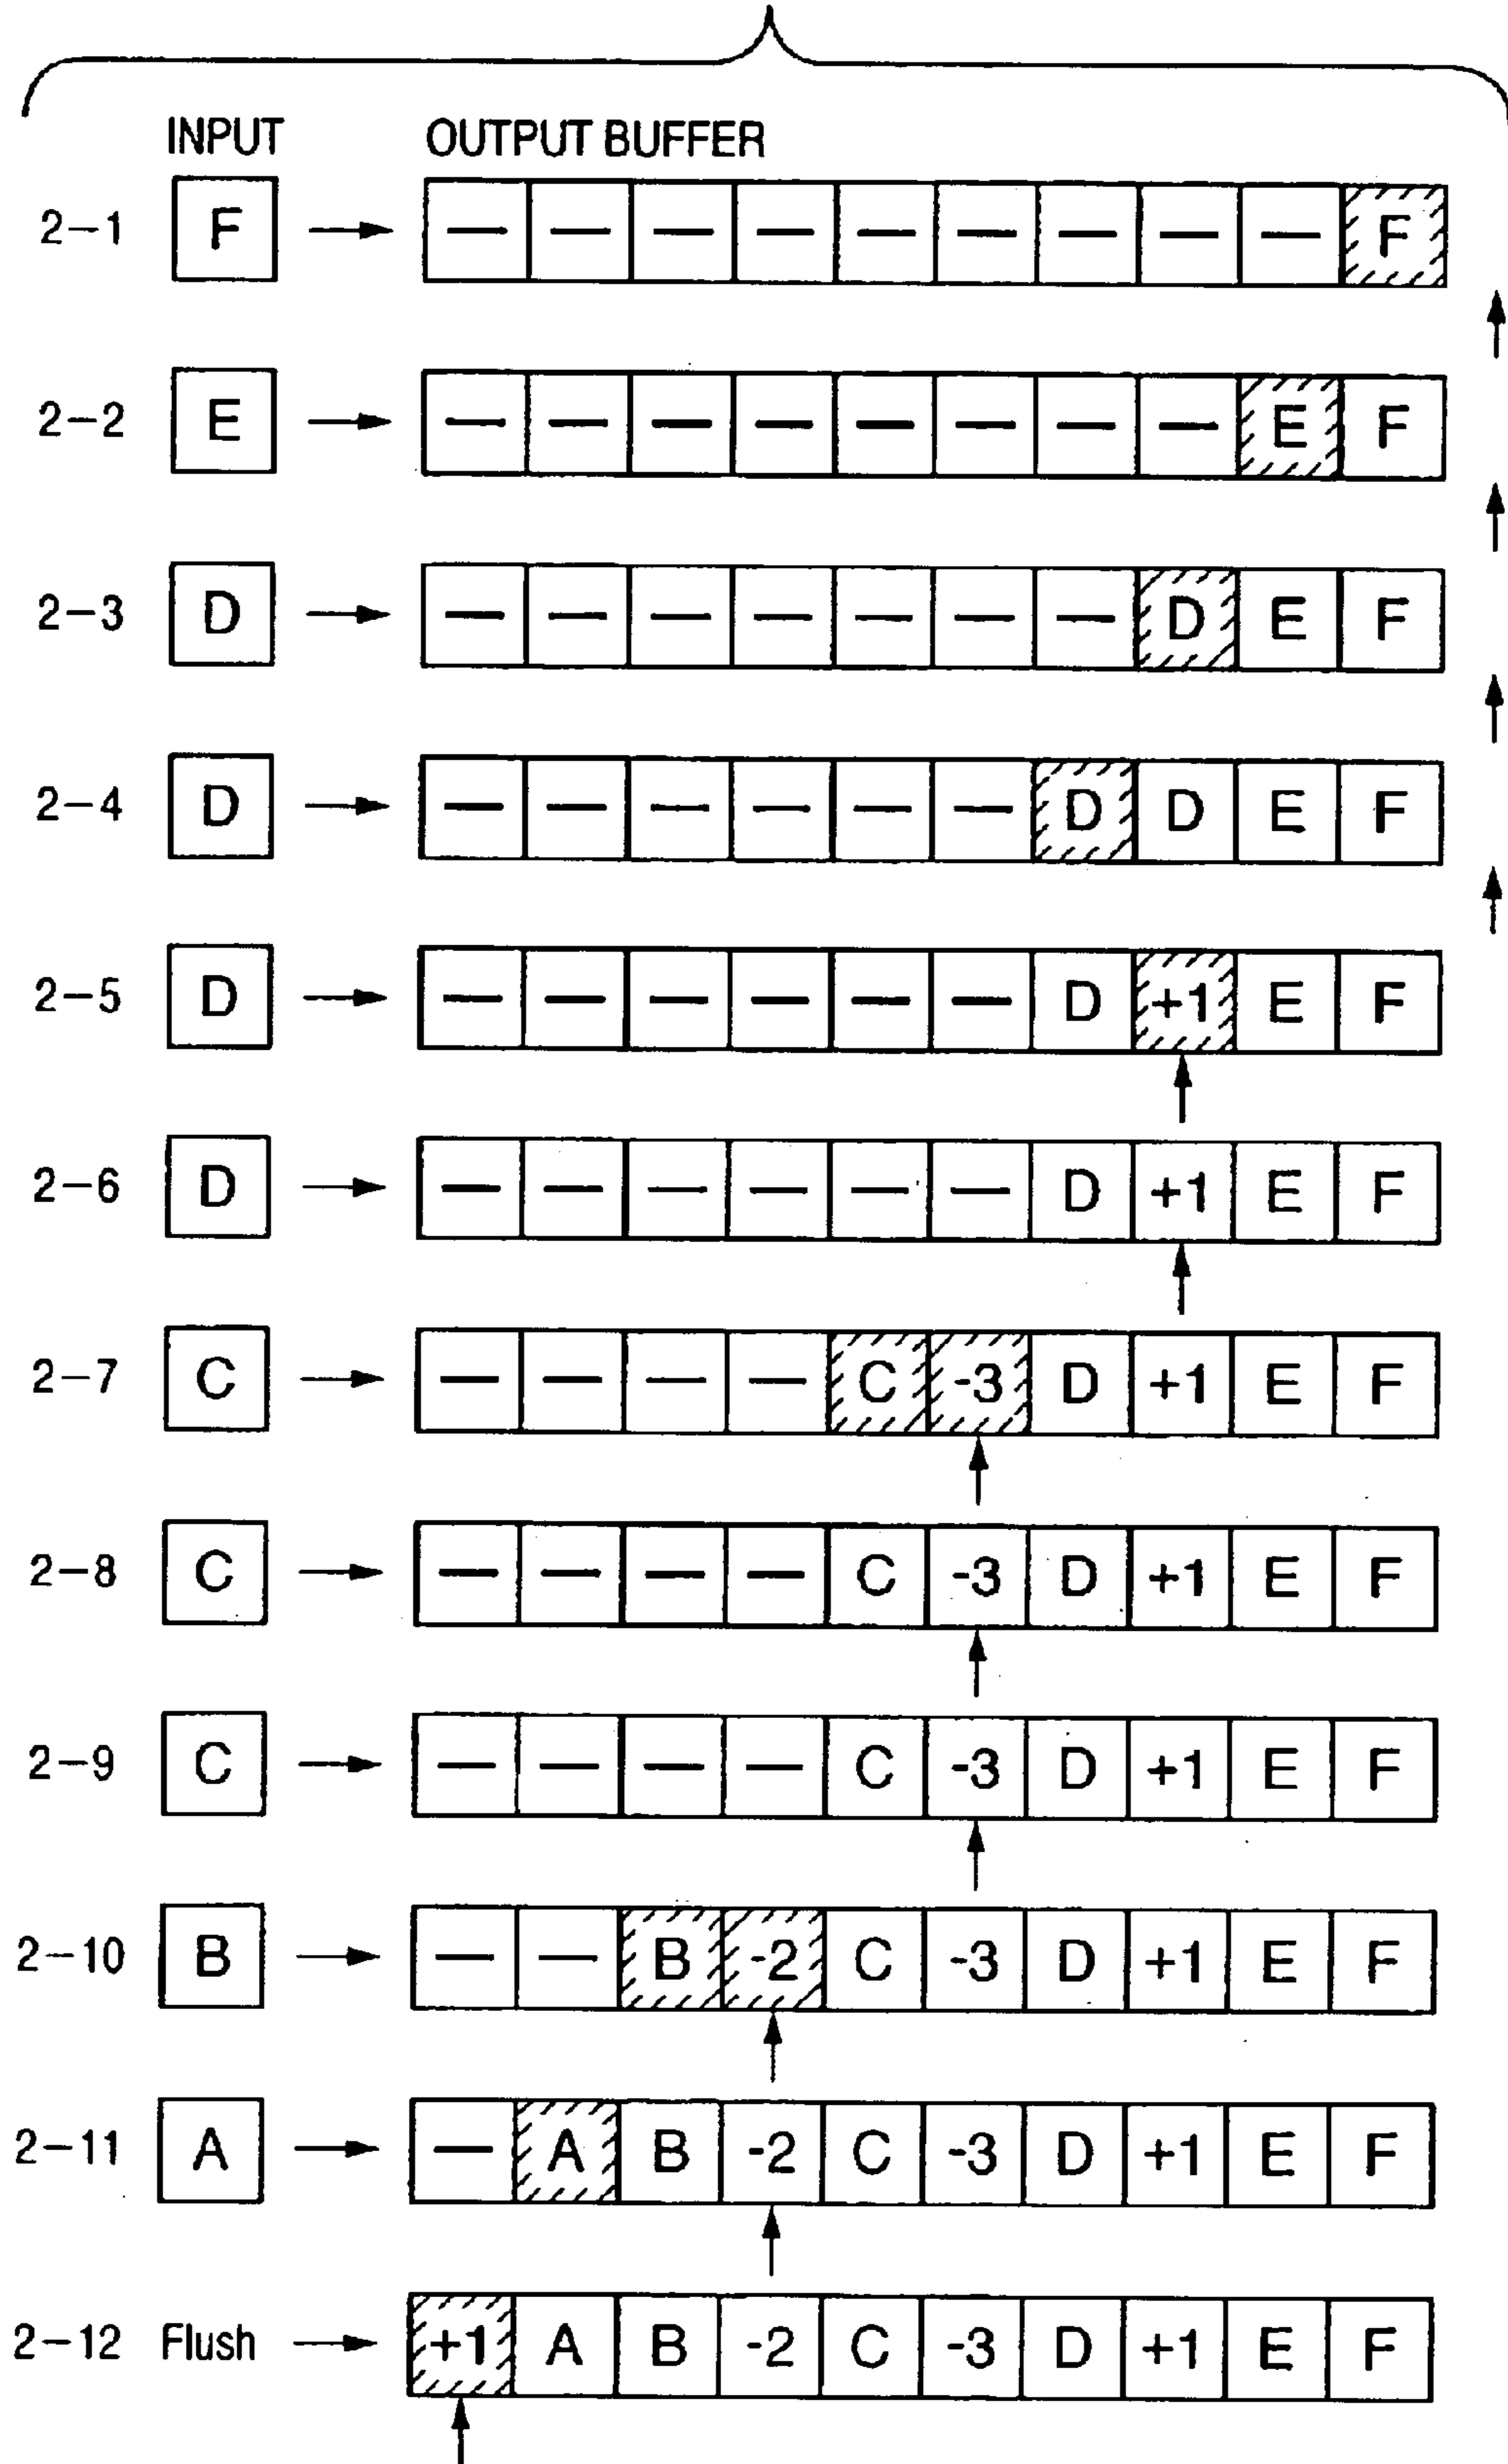 INPUT OUTPUT BUFFER
2-1 F — — — — — — — — — F
2-2 E — — — — — — — — E F
2-3 D — — — — — — — D E F
2-4 D — — — — — — D D E F
2-5 D — — — — — — D +1 E F
2-6 D — — — — — — D +1 E F
2-7 C — — — — C -3 D +1 E F
2-8 C — — — — C -3 D +1 E F
2-9 C — — — — C -3 D +1 E F
2-10 B — — B -2 C -3 D +1 E F
2-11 A — A B -2 C -3 D +1 E F
2-12 Flush +1 A B -2 C -3 D +1 E F